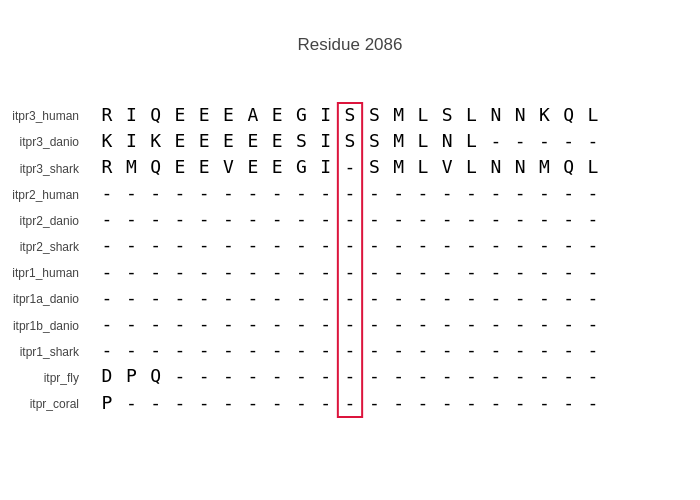 Residue 2086
itpr3_human R I Q E E E A E G I S S M L S L N N K Q L
itpr3_danio K I K E E E E E S I S S M L N L - - - - -
itpr3_shark R M Q E E V E E G I - S M L V L N N M Q L
itpr2_human - - - - - - - - - - - - - - - - - - - - -
itpr2_danio - - - - - - - - - - - - - - - - - - - - -
itpr2_shark - - - - - - - - - - - - - - - - - - - - -
itpr1_human - - - - - - - - - - - - - - - - - - - - -
itpr1a_danio - - - - - - - - - - - - - - - - - - - - -
itpr1b_danio - - - - - - - - - - - - - - - - - - - - -
itpr1_shark - - - - - - - - - - - - - - - - - - - - -
itpr_fly D P Q - - - - - - - - - - - - - - - - - -
itpr_coral P - - - - - - - - - - - - - - - - - - - -